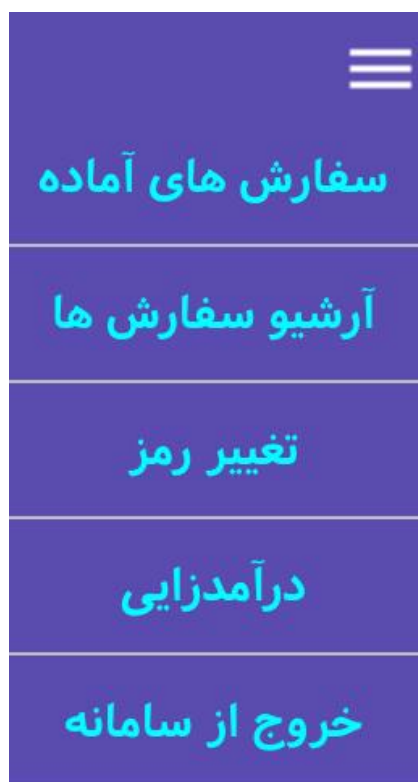 سفارش های آماده
آرشیو سفارش ها
تغییر رمز
درآمدزایی
خروج از سامانه